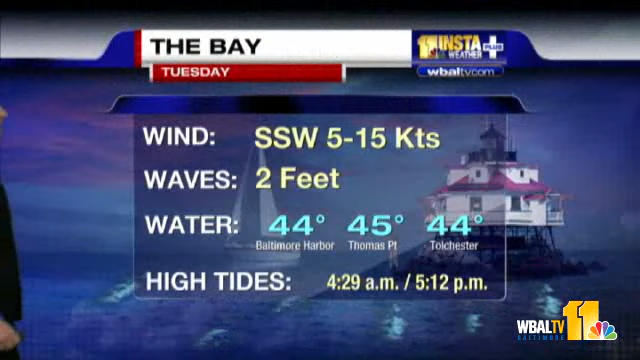 THE BAY
11 INSTA
WEATHER PLUS
wbaltv.com
TUESDAY
WIND: SSW 5-15 Kts
WAVES: 2 Feet
WATER: 44° 45° 44°
Baltimore Harbor Thomas Pt Tolchester
HIGH TIDES: 4:29 a.m. / 5:12 p.m.
WBALTV 11
BALTIMORE